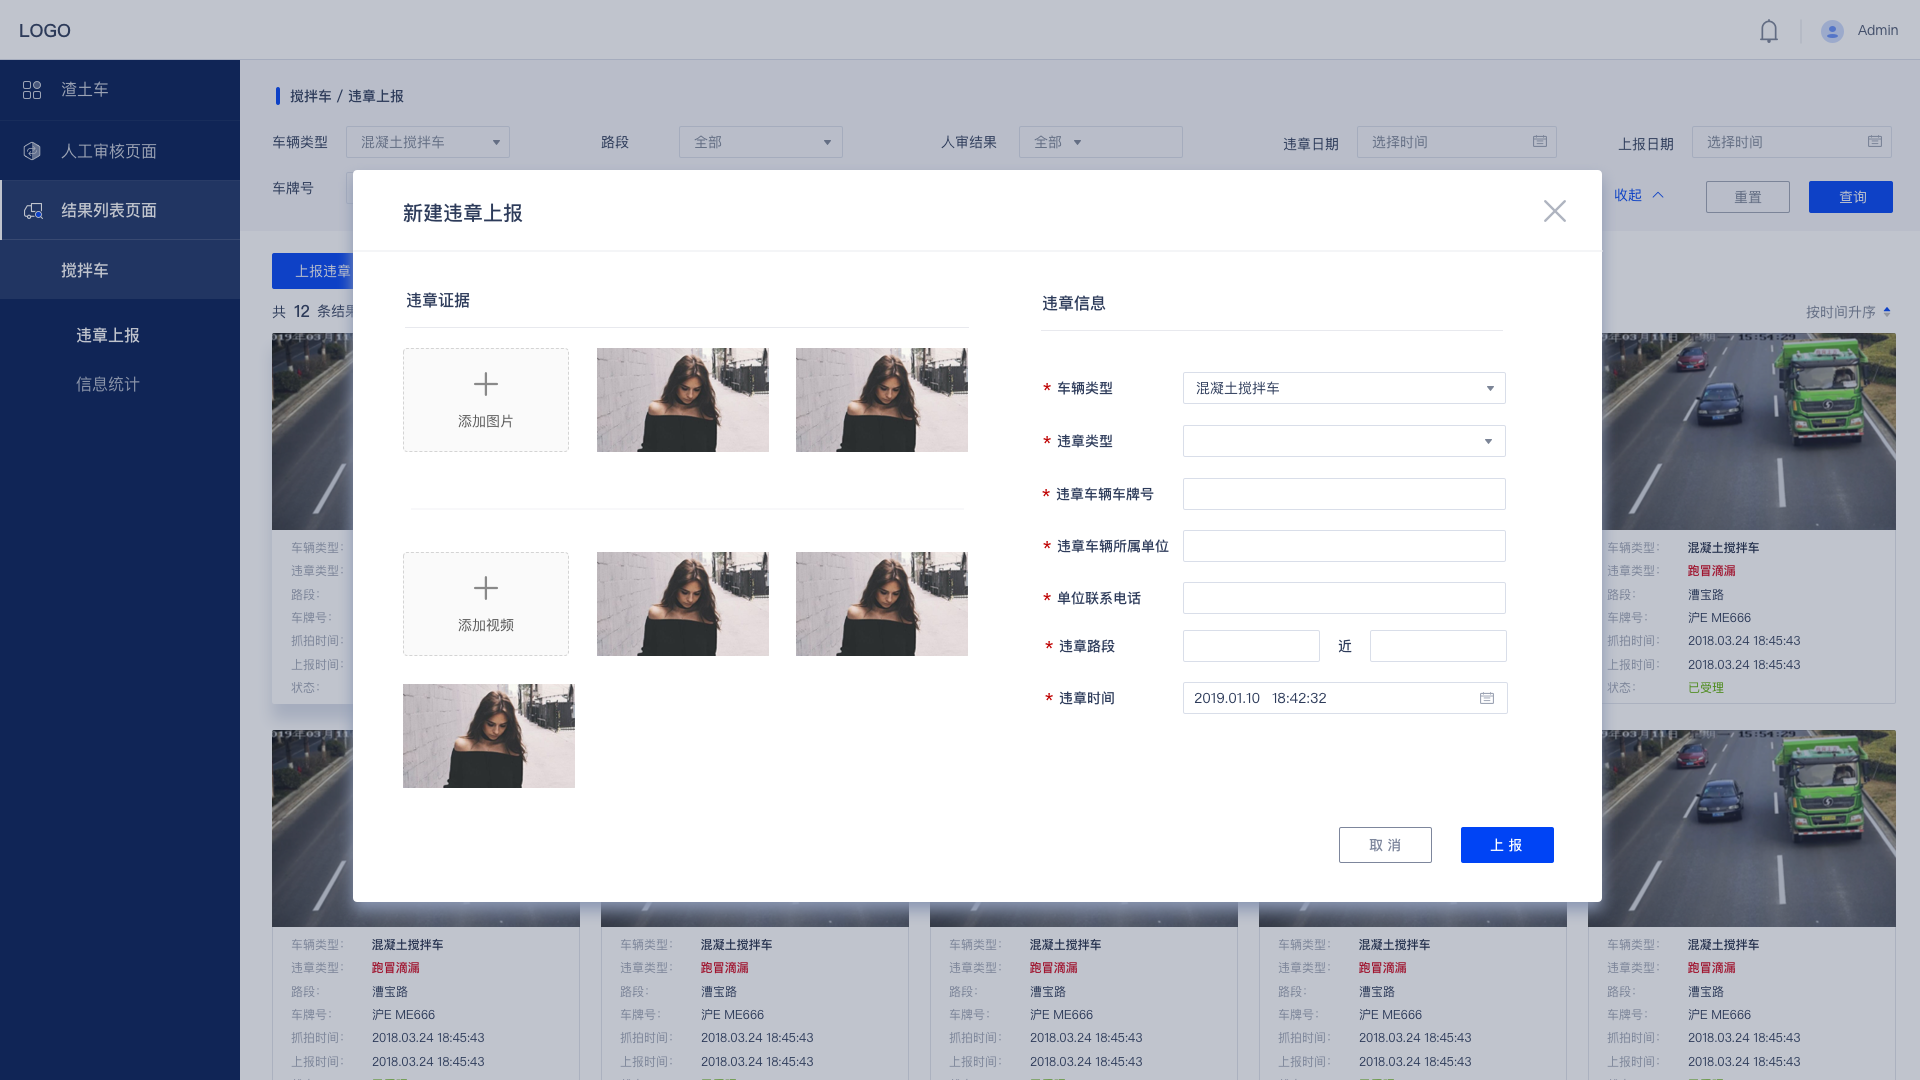 LOGO
Admin
渣土车
人工审核页面
结果列表页面
搅拌车
违章上报
信息统计
搅拌车 / 违章上报
车辆类型 混凝土搅拌车 路段 全部 人审结果 全部 违章日期 选择时间 上报日期 选择时间
车牌号 收起 重置 查询
上报违章
共 12 条结果
按时间升序
新建违章上报
违章证据
添加图片
添加视频
违章信息
* 车辆类型 混凝土搅拌车
* 违章类型
* 违章车辆车牌号
* 违章车辆所属单位
* 单位联系电话
* 违章路段 近
* 违章时间 2019.01.10 18:42:32
取 消 上 报
车辆类型:
违章类型:
路段:
车牌号:
抓拍时间:
上报时间:
状态:
车辆类型: 混凝土搅拌车
违章类型: 跑冒滴漏
路段: 漕宝路
车牌号: 沪E ME666
抓拍时间: 2018.03.24 18:45:43
上报时间: 2018.03.24 18:45:43
状态: 已受理
车辆类型: 混凝土搅拌车
违章类型: 跑冒滴漏
路段: 漕宝路
车牌号: 沪E ME666
抓拍时间: 2018.03.24 18:45:43
上报时间: 2018.03.24 18:45:43
车辆类型: 混凝土搅拌车
违章类型: 跑冒滴漏
路段: 漕宝路
车牌号: 沪E ME666
抓拍时间: 2018.03.24 18:45:43
上报时间: 2018.03.24 18:45:43
车辆类型: 混凝土搅拌车
违章类型: 跑冒滴漏
路段: 漕宝路
车牌号: 沪E ME666
抓拍时间: 2018.03.24 18:45:43
上报时间: 2018.03.24 18:45:43
车辆类型: 混凝土搅拌车
违章类型: 跑冒滴漏
路段: 漕宝路
车牌号: 沪E ME666
抓拍时间: 2018.03.24 18:45:43
上报时间: 2018.03.24 18:45:43
车辆类型: 混凝土搅拌车
违章类型: 跑冒滴漏
路段: 漕宝路
车牌号: 沪E ME666
抓拍时间: 2018.03.24 18:45:43
上报时间: 2018.03.24 18:45:43